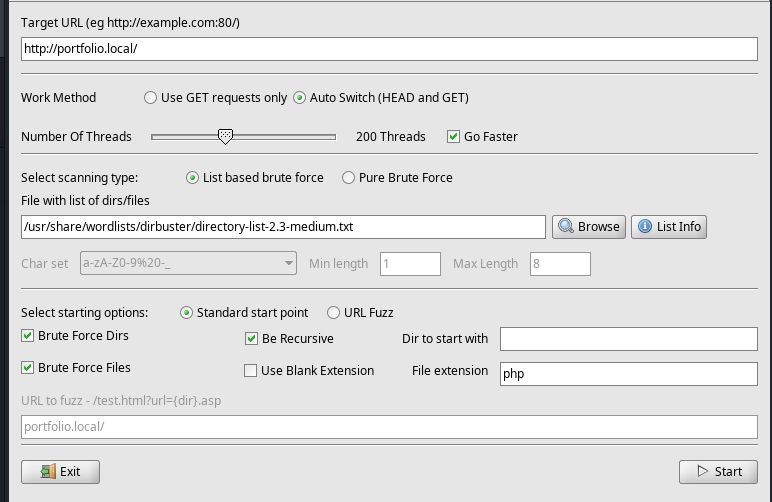 Target URL (eg http://example.com:80/)
http://portfolio.local/
Work Method Use GET requests only Auto Switch (HEAD and GET)
Number Of Threads 200 Threads Go Faster
Select scanning type: List based brute force Pure Brute Force
File with list of dirs/files
/usr/share/wordlists/dirbuster/directory-list-2.3-medium.txt Browse List Info
Char set a-zA-Z0-9%20-_ Min length 1 Max Length 8
Select starting options: Standard start point URL Fuzz
Brute Force Dirs Be Recursive Dir to start with
Brute Force Files Use Blank Extension File extension php
URL to fuzz - /test.html?url={dir}.asp
portfolio.local/
Exit Start